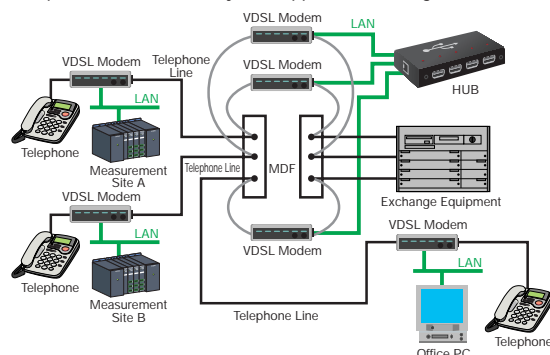 VDSL Modem
LAN
Telephone
Line
VDSL Modem
VDSL Modem
HUB
LAN
Telephone
Measurement
Site A
Telephone Line
MDF
Exchange Equipment
VDSL Modem
LAN
VDSL Modem
VDSL Modem
LAN
Telephone
Measurement
Site B
Telephone Line
Telephone
Office PC